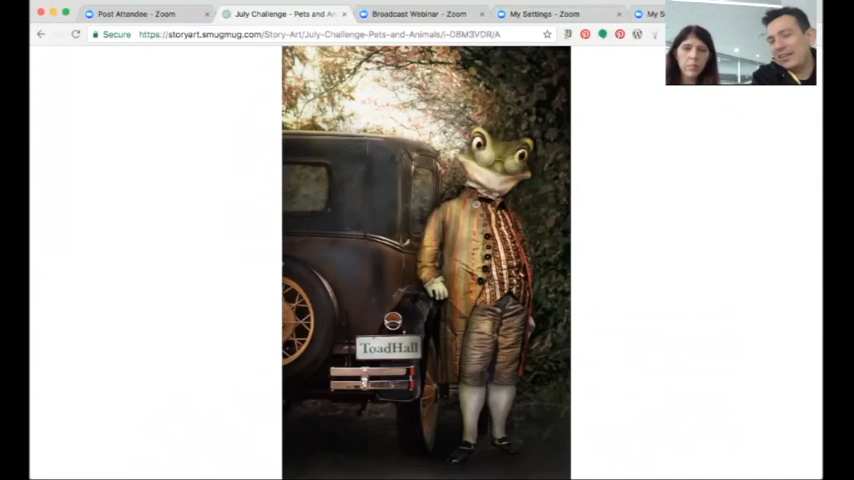 Post Attendee - Zoom
July Challenge - Pets and An
Broadcast Webinar - Zoom
My Settings - Zoom
My S
Secure
https://storyart.smugmug.com/Story-Art/July-Challenge-Pets-and-Animals/i-D8M3VDR/A
ToadHall